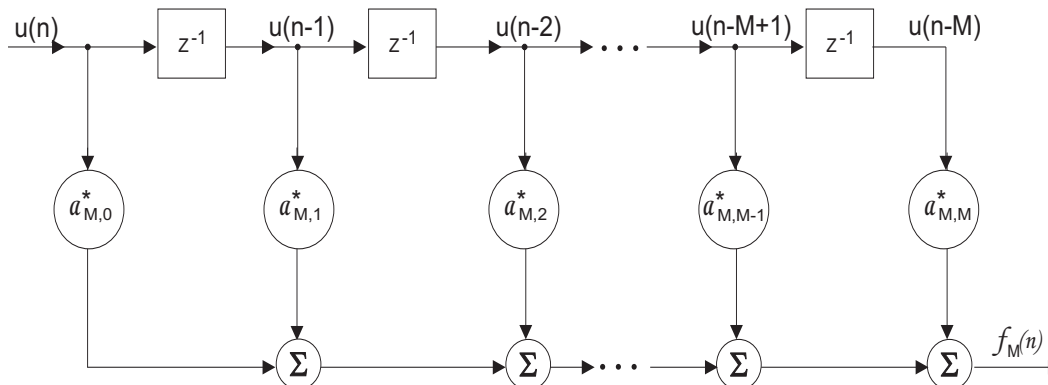 u(n) z⁻¹ u(n-1) z⁻¹ u(n-2) • • • u(n-M+1) z⁻¹ u(n-M)
a*M,0 a*M,1 a*M,2 a*M,M-1 a*M,M
Σ Σ • • • Σ Σ fM(n)